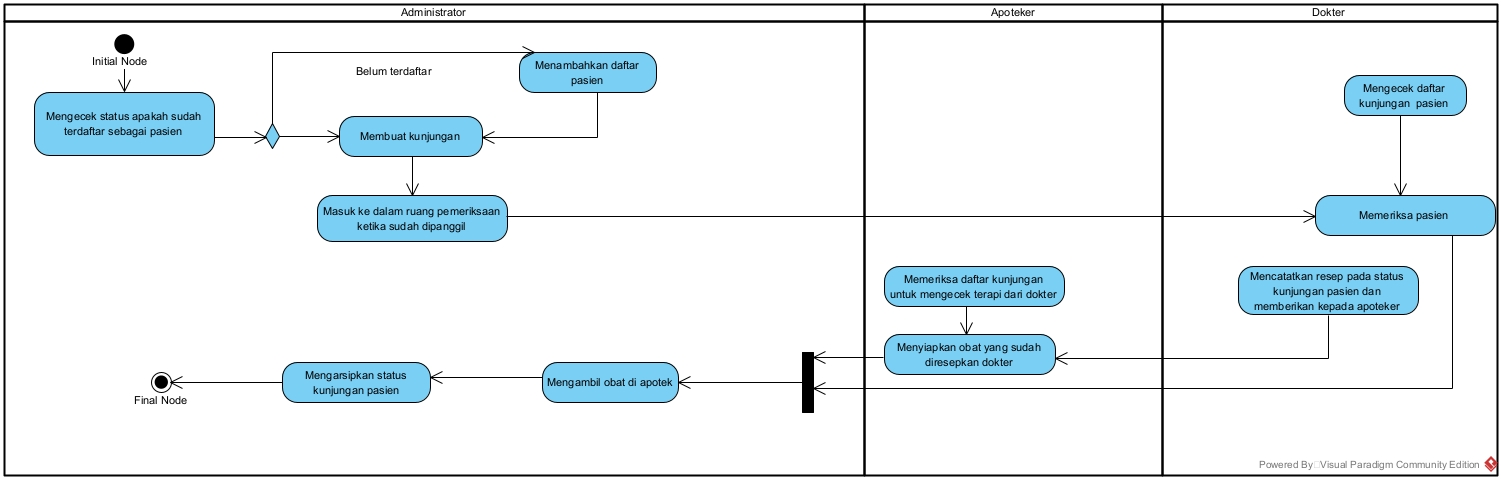 Administrator
Apoteker
Dokter
Initial Node
Belum terdaftar
Menambahkan daftar
pasien
Mengecek status apakah sudah
terdaftar sebagai pasien
Membuat kunjungan
Mengecek daftar
kunjungan pasien
Masuk ke dalam ruang pemeriksaan
ketika sudah dipanggil
Memeriksa pasien
Memeriksa daftar kunjungan
untuk mengecek terapi dari dokter
Mencatatkan resep pada status
kunjungan pasien dan
memberikan kepada apoteker
Menyiapkan obat yang sudah
diresepkan dokter
Mengambil obat di apotek
Mengarsipkan status
kunjungan pasien
Final Node
Powered By Visual Paradigm Community Edition